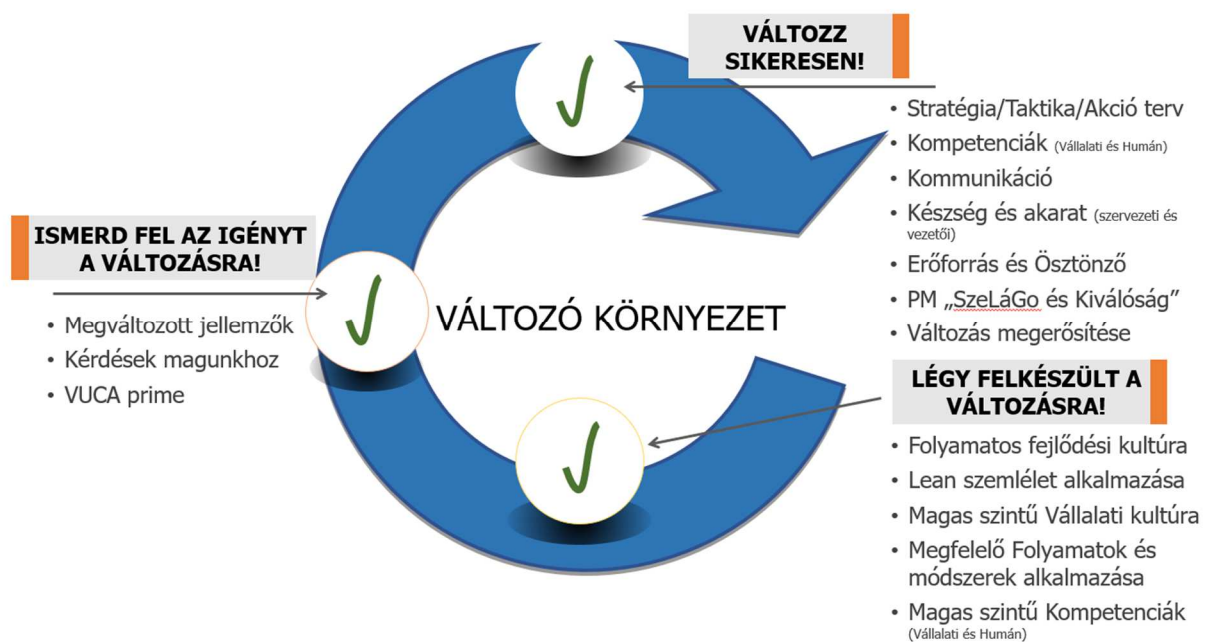 VÁLTOZZ
SIKERESEN!
• Stratégia/Taktika/Akció terv
• Kompetenciák (Vállalati és Humán)
• Kommunikáció
• Készség és akarat (szervezeti és
vezetői)
• Erőforrás és Ösztönző
• PM „SzeLáGo és Kiválóság”
• Változás megerősítése
ISMERD FEL AZ IGÉNYT
A VÁLTOZÁSRA!
• Megváltozott jellemzők
• Kérdések magunkhoz
• VUCA prime
VÁLTOZÓ KÖRNYEZET
LÉGY FELKÉSZÜLT A
VÁLTOZÁSRA!
• Folyamatos fejlődési kultúra
• Lean szemlélet alkalmazása
• Magas szintű Vállalati kultúra
• Megfelelő Folyamatok és
módszerek alkalmazása
• Magas szintű Kompetenciák
(Vállalati és Humán)